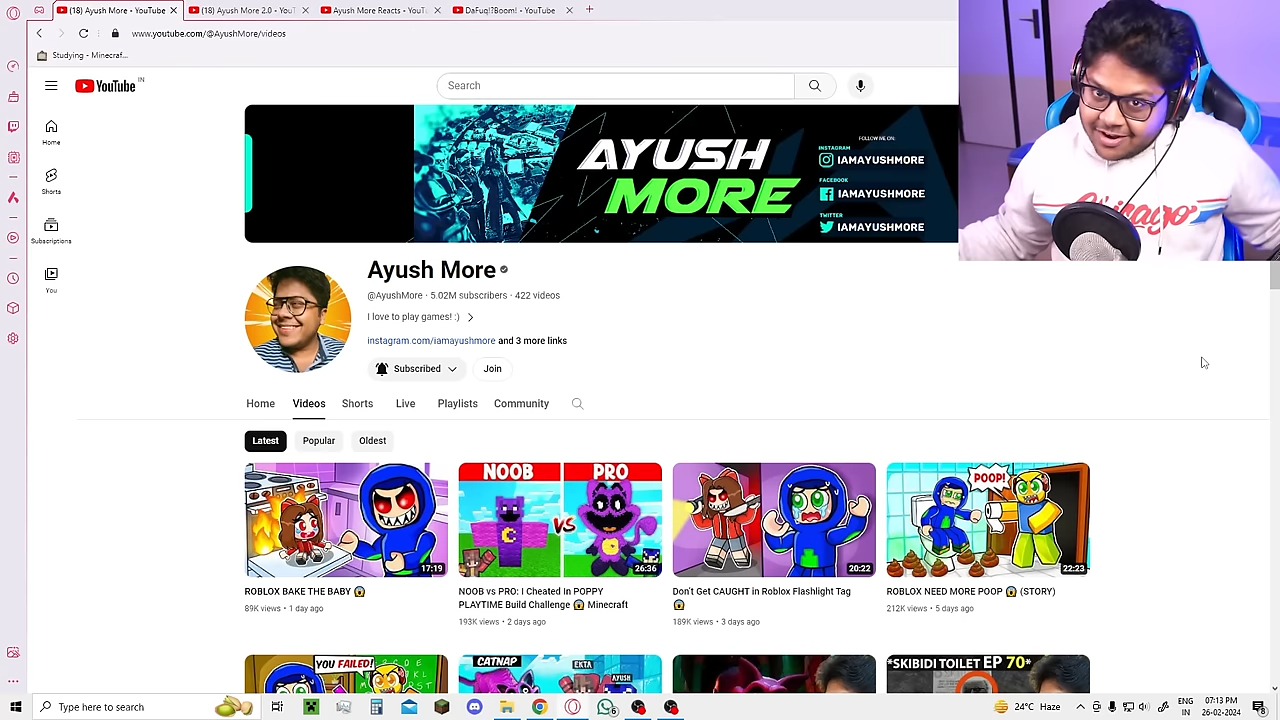 (18) Ayush More - YouTube
(18) Ayush More 2.0 - YouT
Ayush More Reacts - YouTu
DaFuq!?Boom! - YouTube
www.youtube.com/@AyushMore/videos
Studying - Minecraf...
YouTube IN
Search
Home
Shorts
Subscriptions
You
AYUSH
MORE
FOLLOW ME ON:
INSTAGRAM
IAMAYUSHMORE
FACEBOOK
IAMAYUSHMORE
TWITTER
IAMAYUSHMORE
Chicago
Ayush More
@AyushMore · 5.02M subscribers · 422 videos
I love to play games! :)
instagram.com/iamayushmore and 3 more links
Subscribed
Join
Home Videos Shorts Live Playlists Community
Latest Popular Oldest
17:19
NOOB PRO
VS
26:36
20:22
POOP!
22:23
ROBLOX BAKE THE BABY 😱
89K views • 1 day ago
NOOB vs PRO: I Cheated in POPPY
PLAYTIME Build Challenge 😱 Minecraft
193K views • 2 days ago
Don't Get CAUGHT in Roblox Flashlight Tag
😱
189K views • 3 days ago
ROBLOX NEED MORE POOP 😱 (STORY)
212K views • 5 days ago
YOU FAILED!
CATNAP
EKTA
AYUSH
*SKIBIDI TOILET EP 70*
Type here to search
24°C Haze
ENG
IN
07:13 PM
26-02-2024